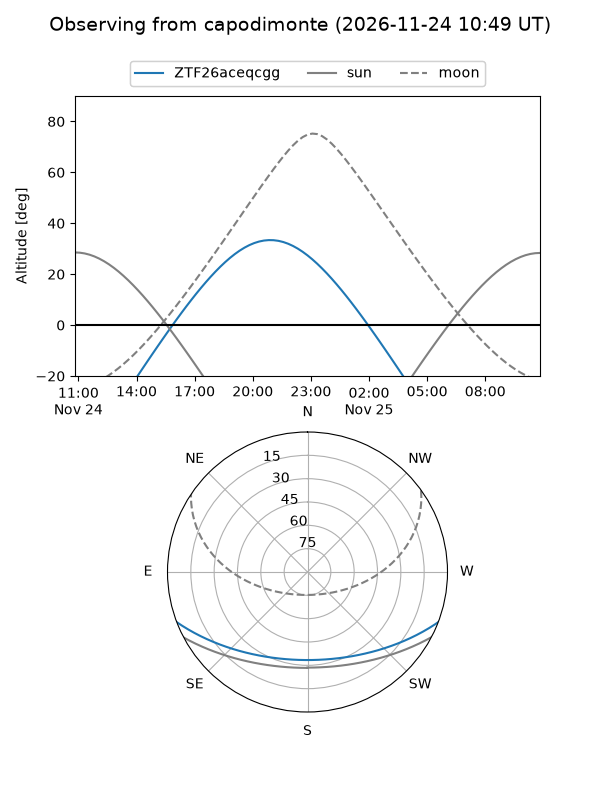 Observing from capodimonte (2026-11-24 10:49 UT)
ZTF26aceqcgg sun moon
Altitude [deg]
80
60
40
20
0
−20
11:00 14:00 17:00 20:00 23:00 02:00 05:00 08:00
Nov 24 Nov 25
N
NE NW
15
30
45
60
75
E W
SE SW
S